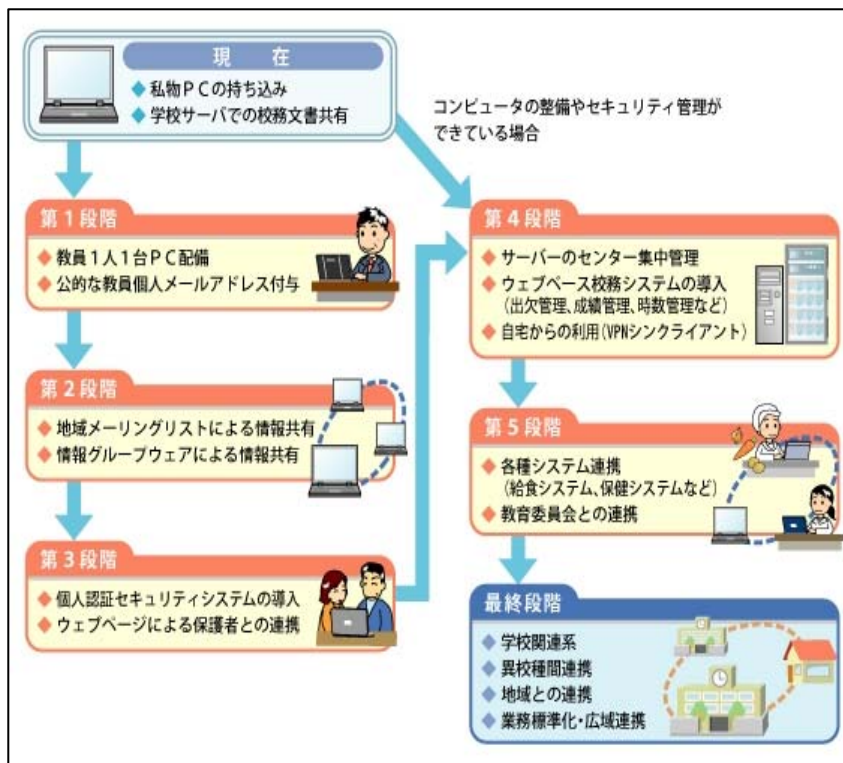 現　在
◆ 私物ＰＣの持ち込み
◆ 学校サーバでの校務文書共有
コンピュータの整備やセキュリティ管理が
できている場合
第１段階
◆ 教員１人１台ＰＣ配備
◆ 公的な教員個人メールアドレス付与
第２段階
◆ 地域メーリングリストによる情報共有
◆ 情報グループウェアによる情報共有
第３段階
◆ 個人認証セキュリティシステムの導入
◆ ウェブページによる保護者との連携
第４段階
◆ サーバーのセンター集中管理
◆ ウェブベース校務システムの導入
（出欠管理、成績管理、時数管理など）
◆ 自宅からの利用（VPNシンクライアント）
第５段階
◆ 各種システム連携
（給食システム、保健システムなど）
◆ 教育委員会との連携
最終段階
◆ 学校関連系
◆ 異校種間連携
◆ 地域との連携
◆ 業務標準化・広域連携